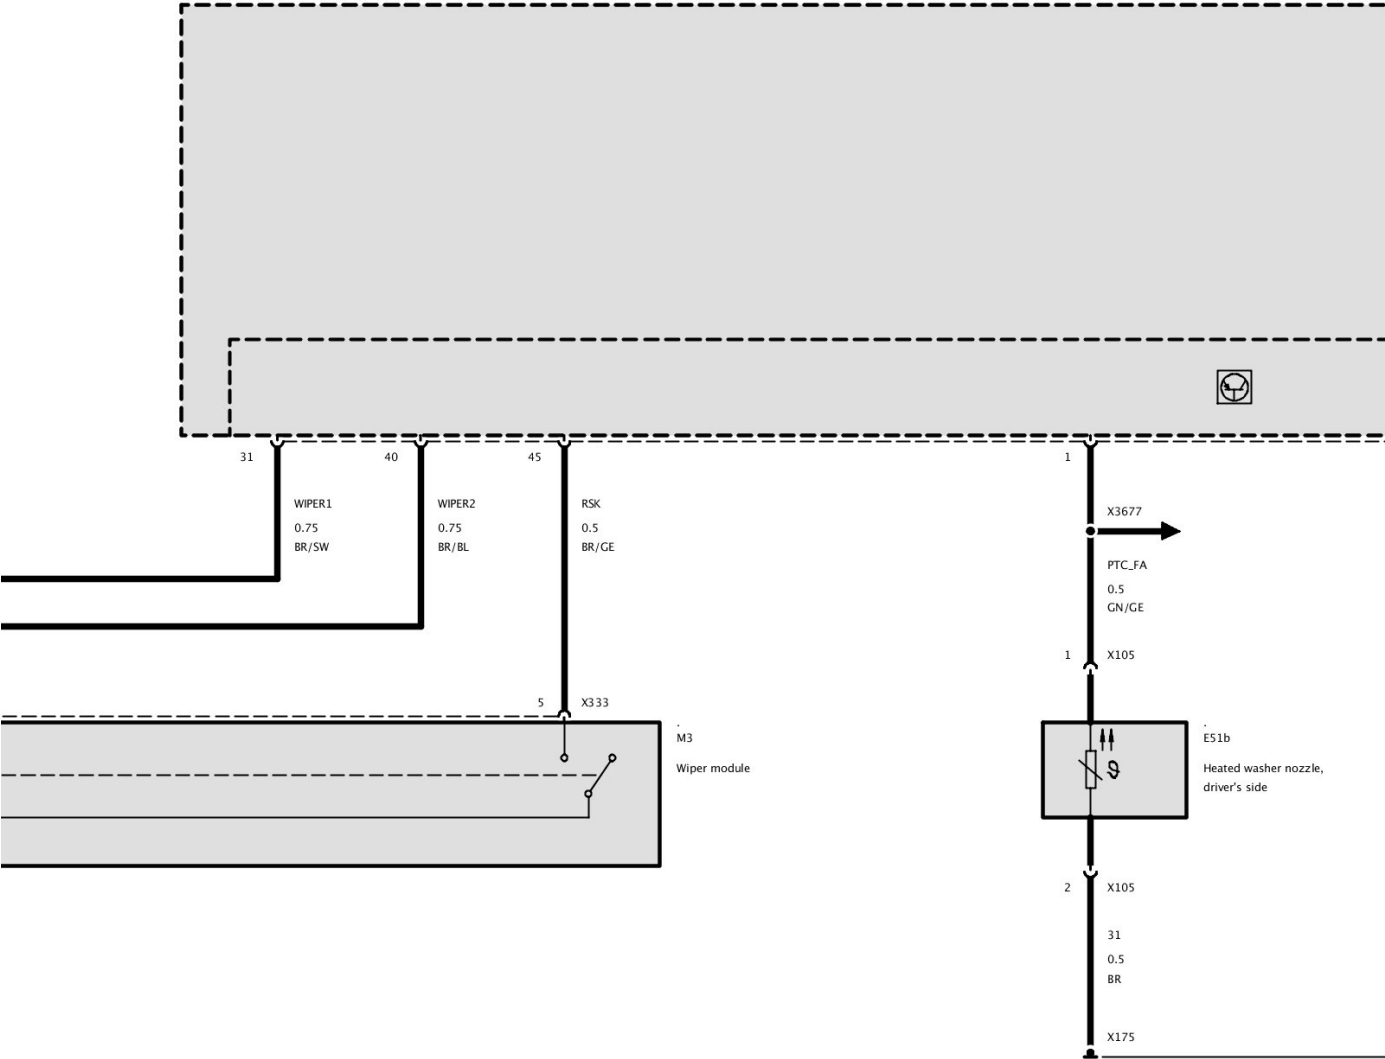 31
40
45
1
WIPER1
0.75
BR/SW
WIPER2
0.75
BR/BL
RSK
0.5
BR/GE
X3677
PTC_FA
0.5
GN/GE
1
X105
5
X333
.
M3
Wiper module
.
E51b
Heated washer nozzle,
driver's side
ϑ
2
X105
31
0.5
BR
X175